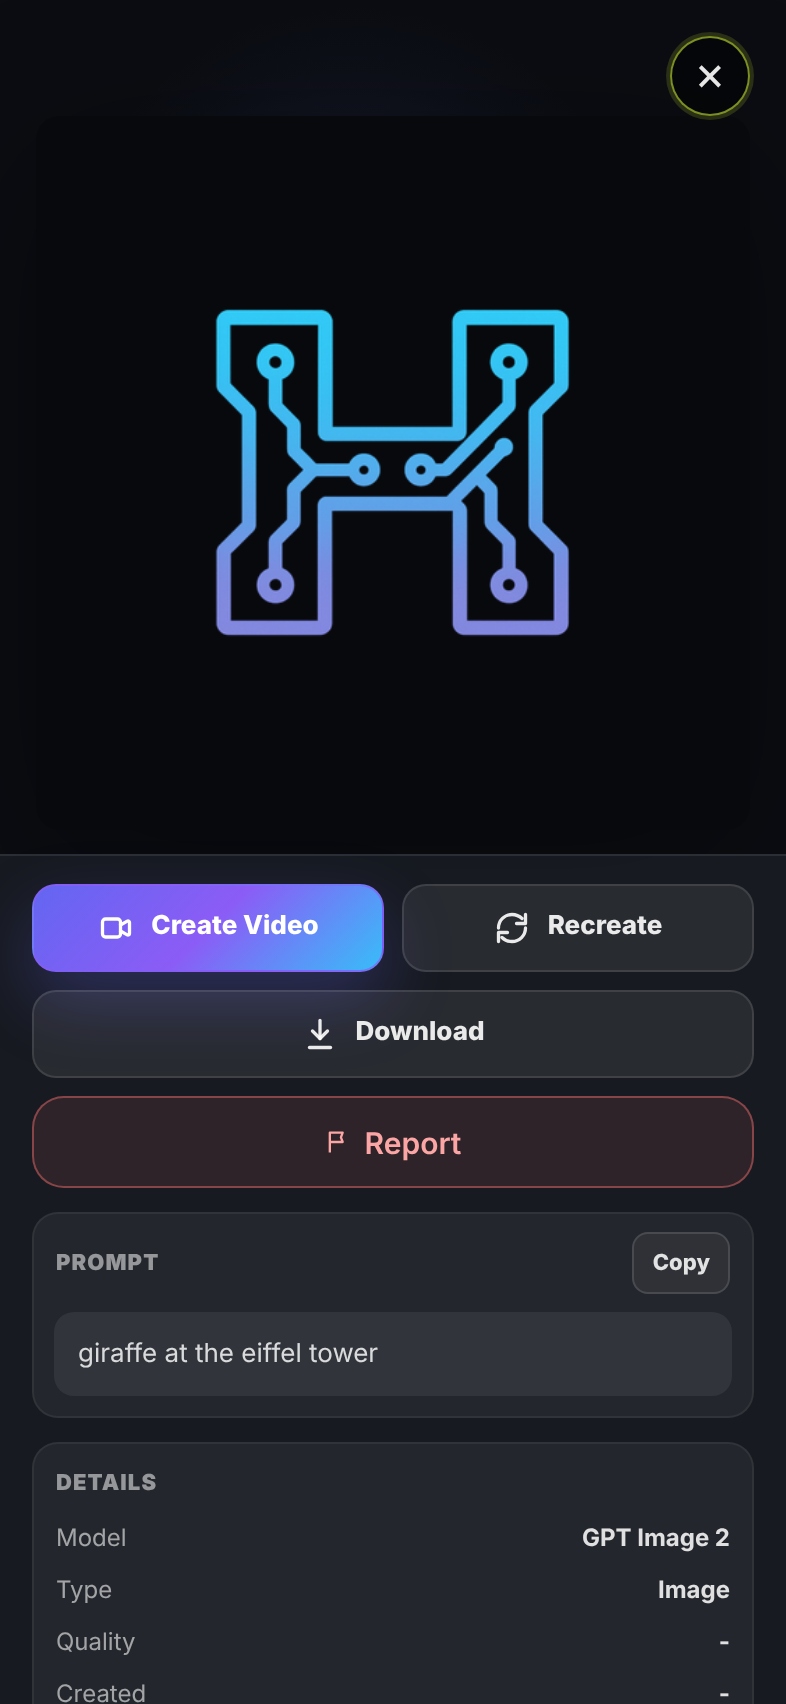 Create Video
Recreate
Download
Report
PROMPT
Copy
giraffe at the eiffel tower
DETAILS
Model
GPT Image 2
Type
Image
Quality
-
Created
-